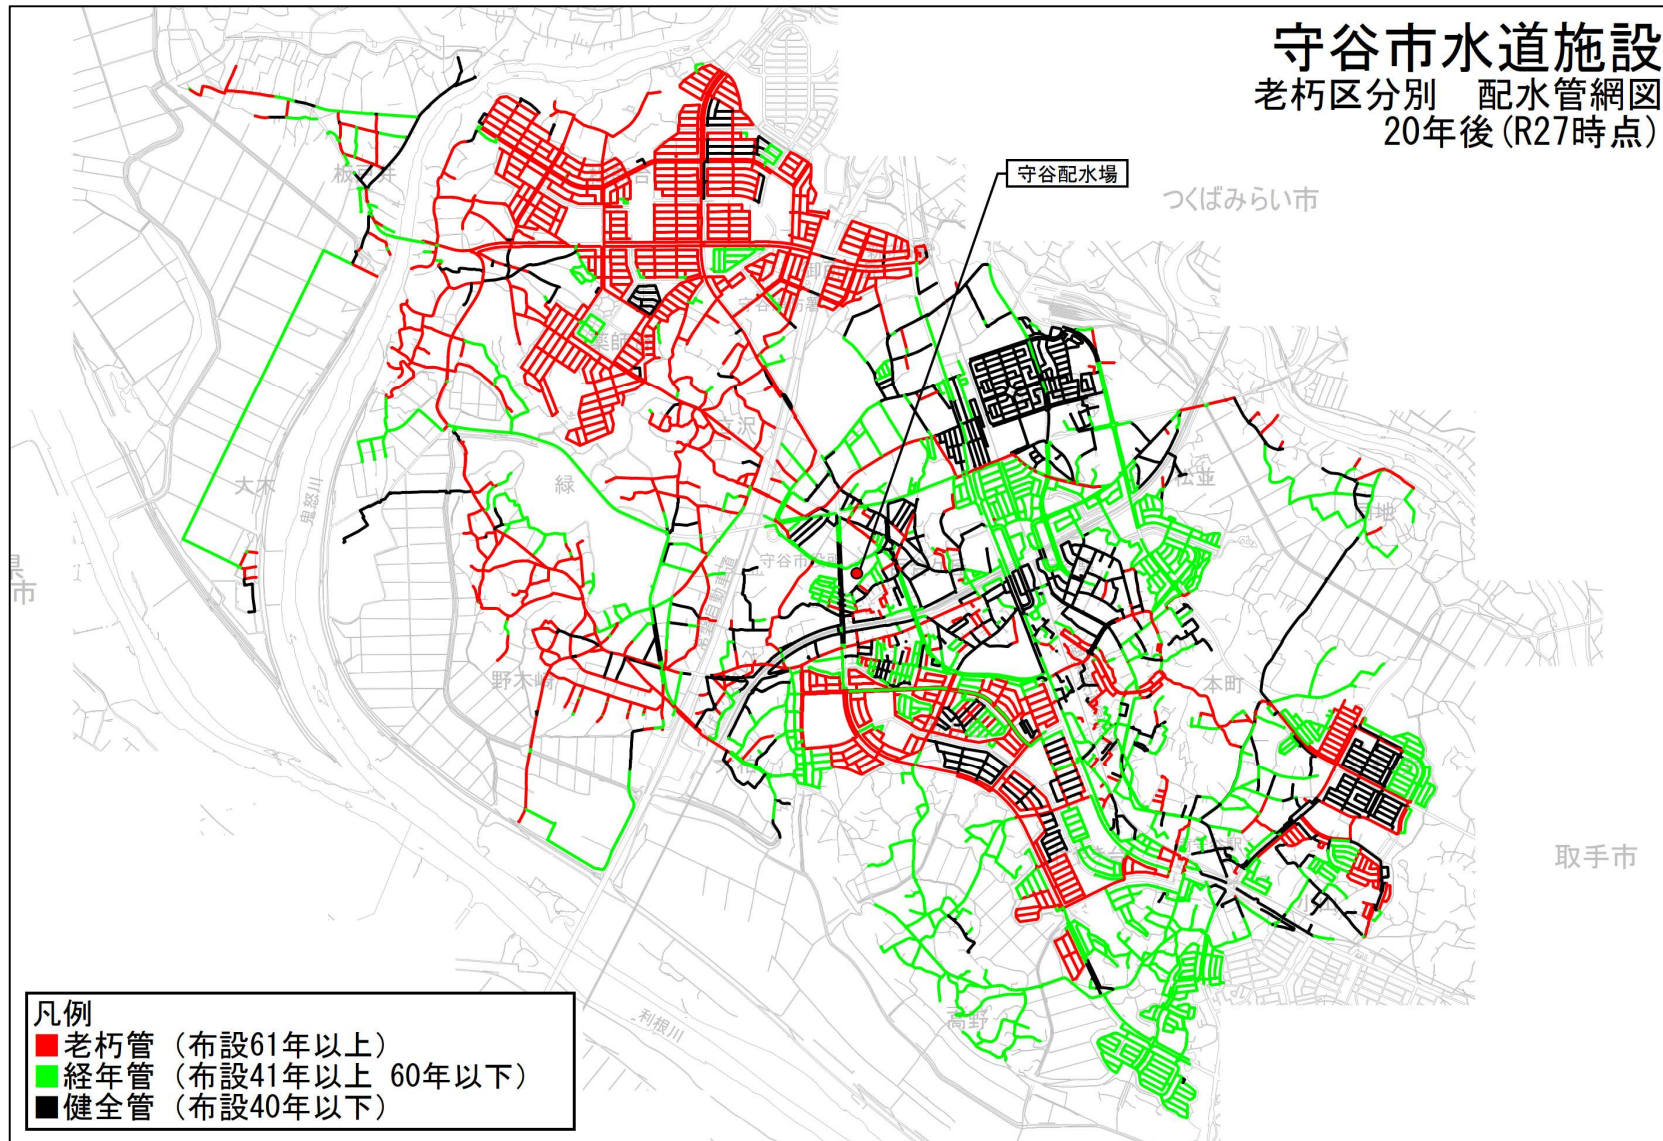 守谷市水道施設
老朽区分別　配水管網図
20年後(R27時点)
守谷配水場
つくばみらい市
板戸井
大木
鬼怒川
緑
野木崎
松並
本町
取手市
高野
利根川
県
市
凡例
老朽管（布設61年以上）
経年管（布設41年以上 60年以下）
健全管（布設40年以下）